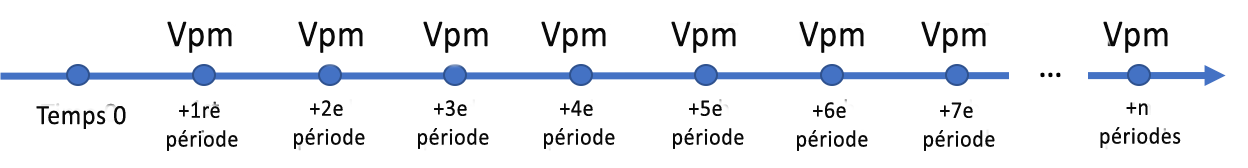 Vpm Vpm Vpm Vpm Vpm Vpm Vpm Vpm
...
Temps 0 +1re +2e +3e +4e +5e +6e +7e +n
période période période période période période période périodes